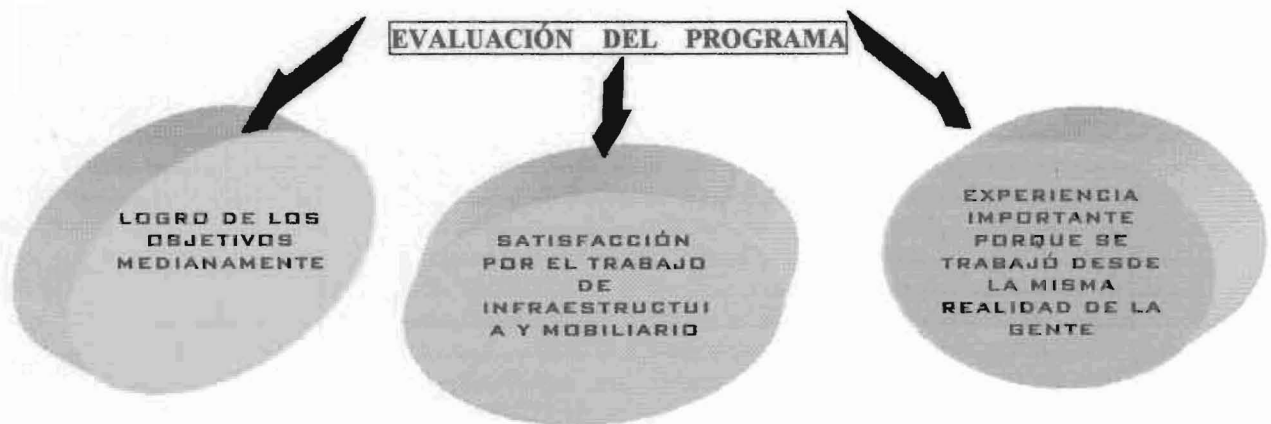 EVALUACIÓN DEL PROGRAMA
LOGRO DE LOS
OBJETIVOS
MEDIANAMENTE
SATISFACCIÓN
POR EL TRABAJO
DE
INFRAESTRUCTUI
A Y MOBILIARIO
EXPERIENCIA
IMPORTANTE
PORQUE SE
TRABAJÓ DESDE
LA MISMA
REALIDAD DE LA
GENTE